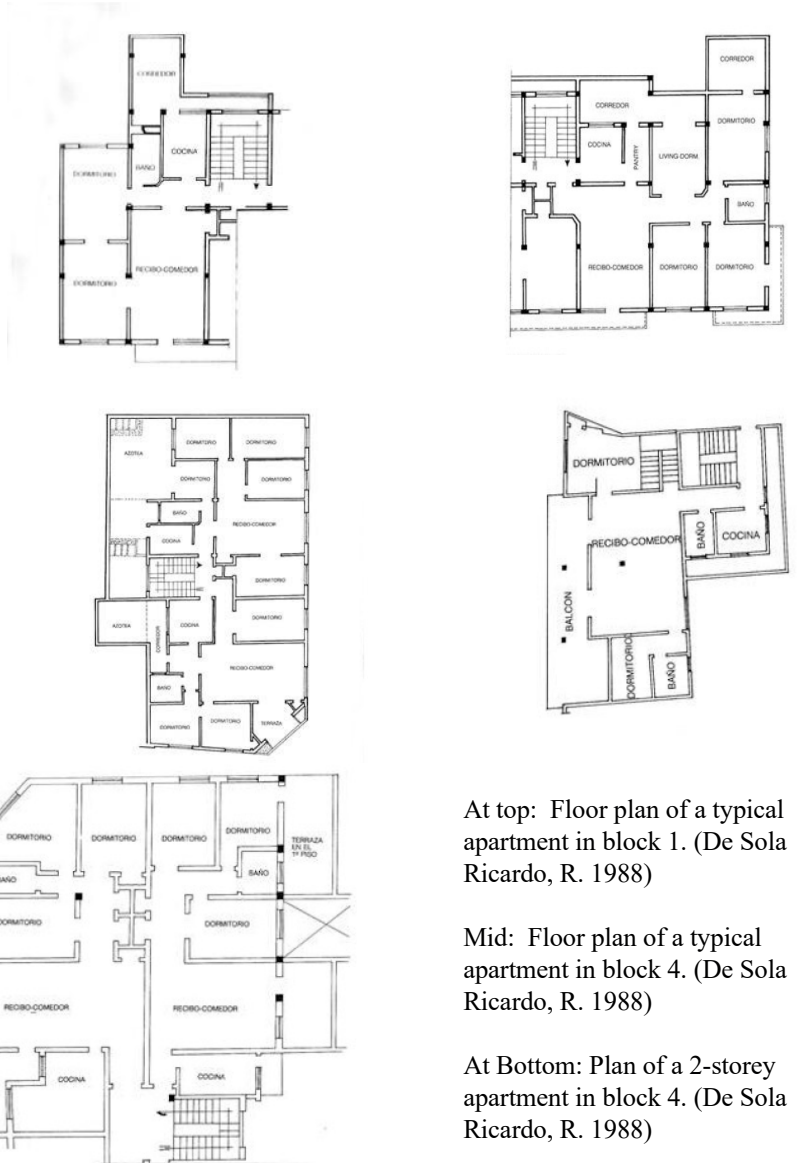 CORREDOR
COCINA
BAÑO
DORMITORIO
DORMITORIO
RECIBO-COMEDOR
CORREDOR
CORREDOR
DORMITORIO
COCINA
PANTRY
LIVING-DORM.
BAÑO
RECIBO-COMEDOR
DORMITORIO
DORMITORIO
DORMITORIO
DORMITORIO
AZOTEA
DORMITORIO
DORMITORIO
BAÑO
RECIBO-COMEDOR
COCINA
DORMITORIO
DORMITORIO
AZOTEA
CORREDOR
COCINA
RECIBO-COMEDOR
BAÑO
DORMITORIO
DORMITORIO
TERRAZA
DORMITORIO
RECIBO-COMEDOR
BAÑO
COCINA
BALCON
DORMITORIO
BAÑO
DORMITORIO
DORMITORIO
DORMITORIO
DORMITORIO
TERRAZA
EN EL
1º PISO
BAÑO
BAÑO
DORMITORIO
DORMITORIO
RECIBO-COMEDOR
RECIBO-COMEDOR
COCINA
COCINA
At top: Floor plan of a typical
apartment in block 1. (De Sola
Ricardo, R. 1988)
Mid: Floor plan of a typical
apartment in block 4. (De Sola
Ricardo, R. 1988)
At Bottom: Plan of a 2-storey
apartment in block 4. (De Sola
Ricardo, R. 1988)